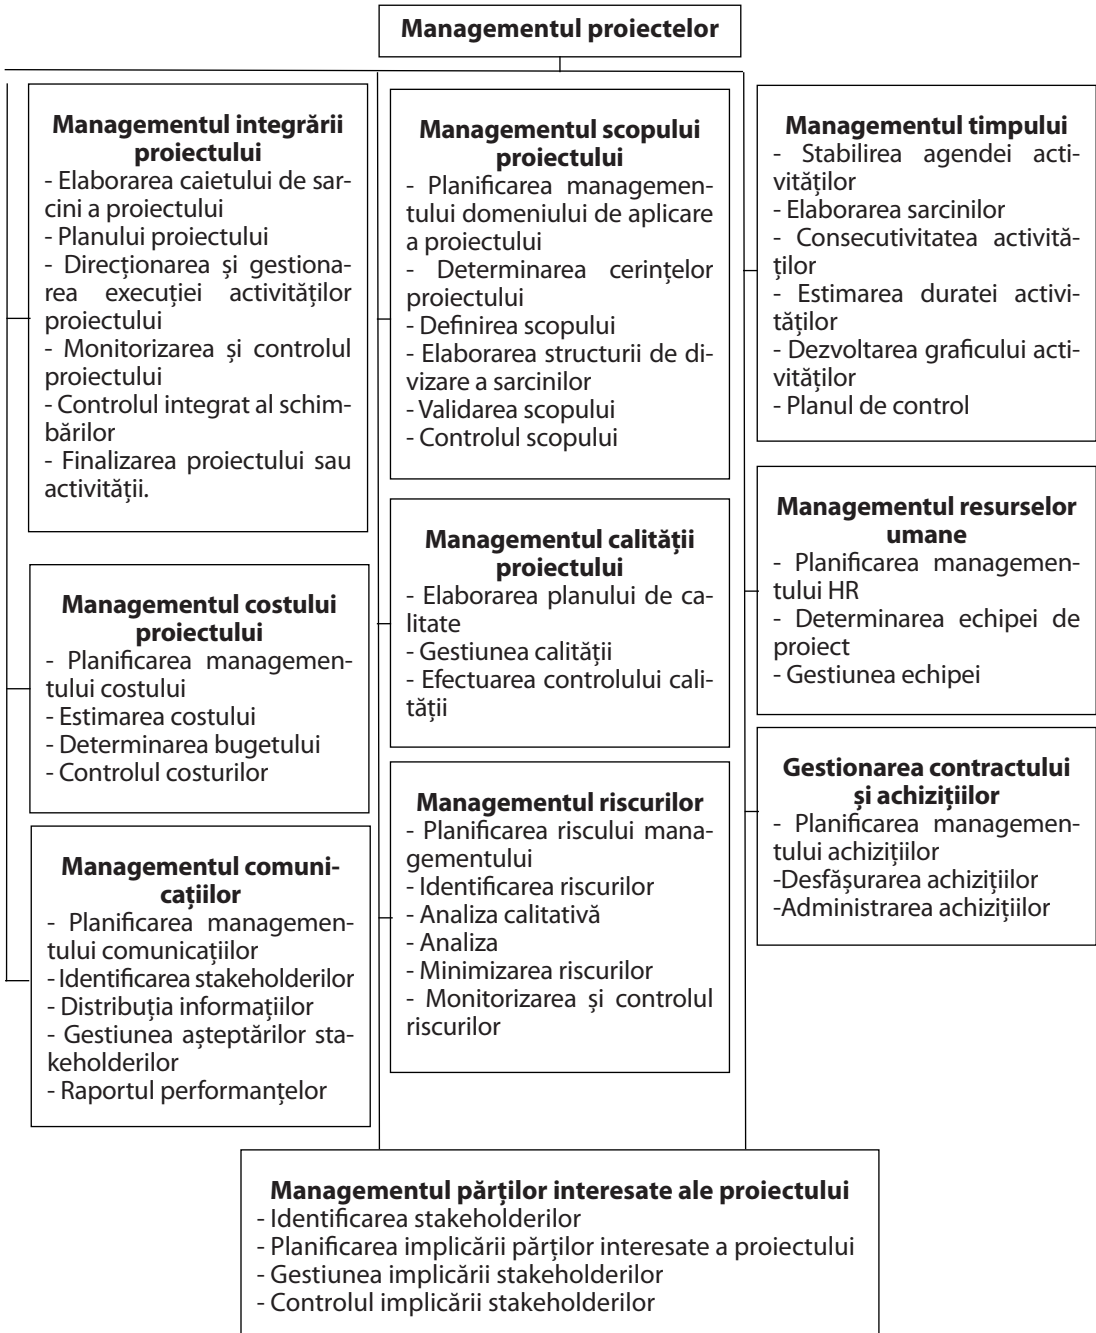 Managementul proiectelor
Managementul integrării
proiectului
- Elaborarea caietului de sar-
cini a proiectului
- Planului proiectului
- Direcționarea și gestiona-
rea execuției activităților
proiectului
- Monitorizarea și controlul
proiectului
- Controlul integrat al schim-
bărilor
- Finalizarea proiectului sau
activității.
Managementul scopului
proiectului
- Planificarea managemen-
tului domeniului de aplicare
a proiectului
- Determinarea cerințelor
proiectului
- Definirea scopului
- Elaborarea structurii de di-
vizare a sarcinilor
- Validarea scopului
- Controlul scopului
Managementul timpului
- Stabilirea agendei acti-
vităților
- Elaborarea sarcinilor
- Consecutivitatea activită-
ților
- Estimarea duratei activi-
tăților
- Dezvoltarea graficului acti-
vităților
- Planul de control
Managementul costului
proiectului
- Planificarea managemen-
tului costului
- Estimarea costului
- Determinarea bugetului
- Controlul costurilor
Managementul calității
proiectului
- Elaborarea planului de ca-
litate
- Gestiunea calității
- Efectuarea controlului cali-
tății
Managementul resurselor
umane
- Planificarea managemen-
tului HR
- Determinarea echipei de
proiect
- Gestiunea echipei
Managementul comuni-
cațiilor
- Planificarea managemen-
tului comunicațiilor
- Identificarea stakeholderilor
- Distribuția informațiilor
- Gestiunea așteptărilor sta-
keholderilor
- Raportul performanțelor
Managementul riscurilor
- Planificarea riscului mana-
gementului
- Identificarea riscurilor
- Analiza calitativă
- Analiza
- Minimizarea riscurilor
- Monitorizarea și controlul
riscurilor
Gestionarea contractului
și achizițiilor
- Planificarea managemen-
tului achizițiilor
-Desfășurarea achizițiilor
-Administrarea achizițiilor
Managementul părților interesate ale proiectului
- Identificarea stakeholderilor
- Planificarea implicării părților interesate a proiectului
- Gestiunea implicării stakeholderilor
- Controlul implicării stakeholderilor